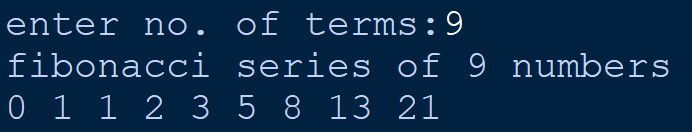 enter no. of terms:9
fibonacci series of 9 numbers
0 1 1 2 3 5 8 13 21